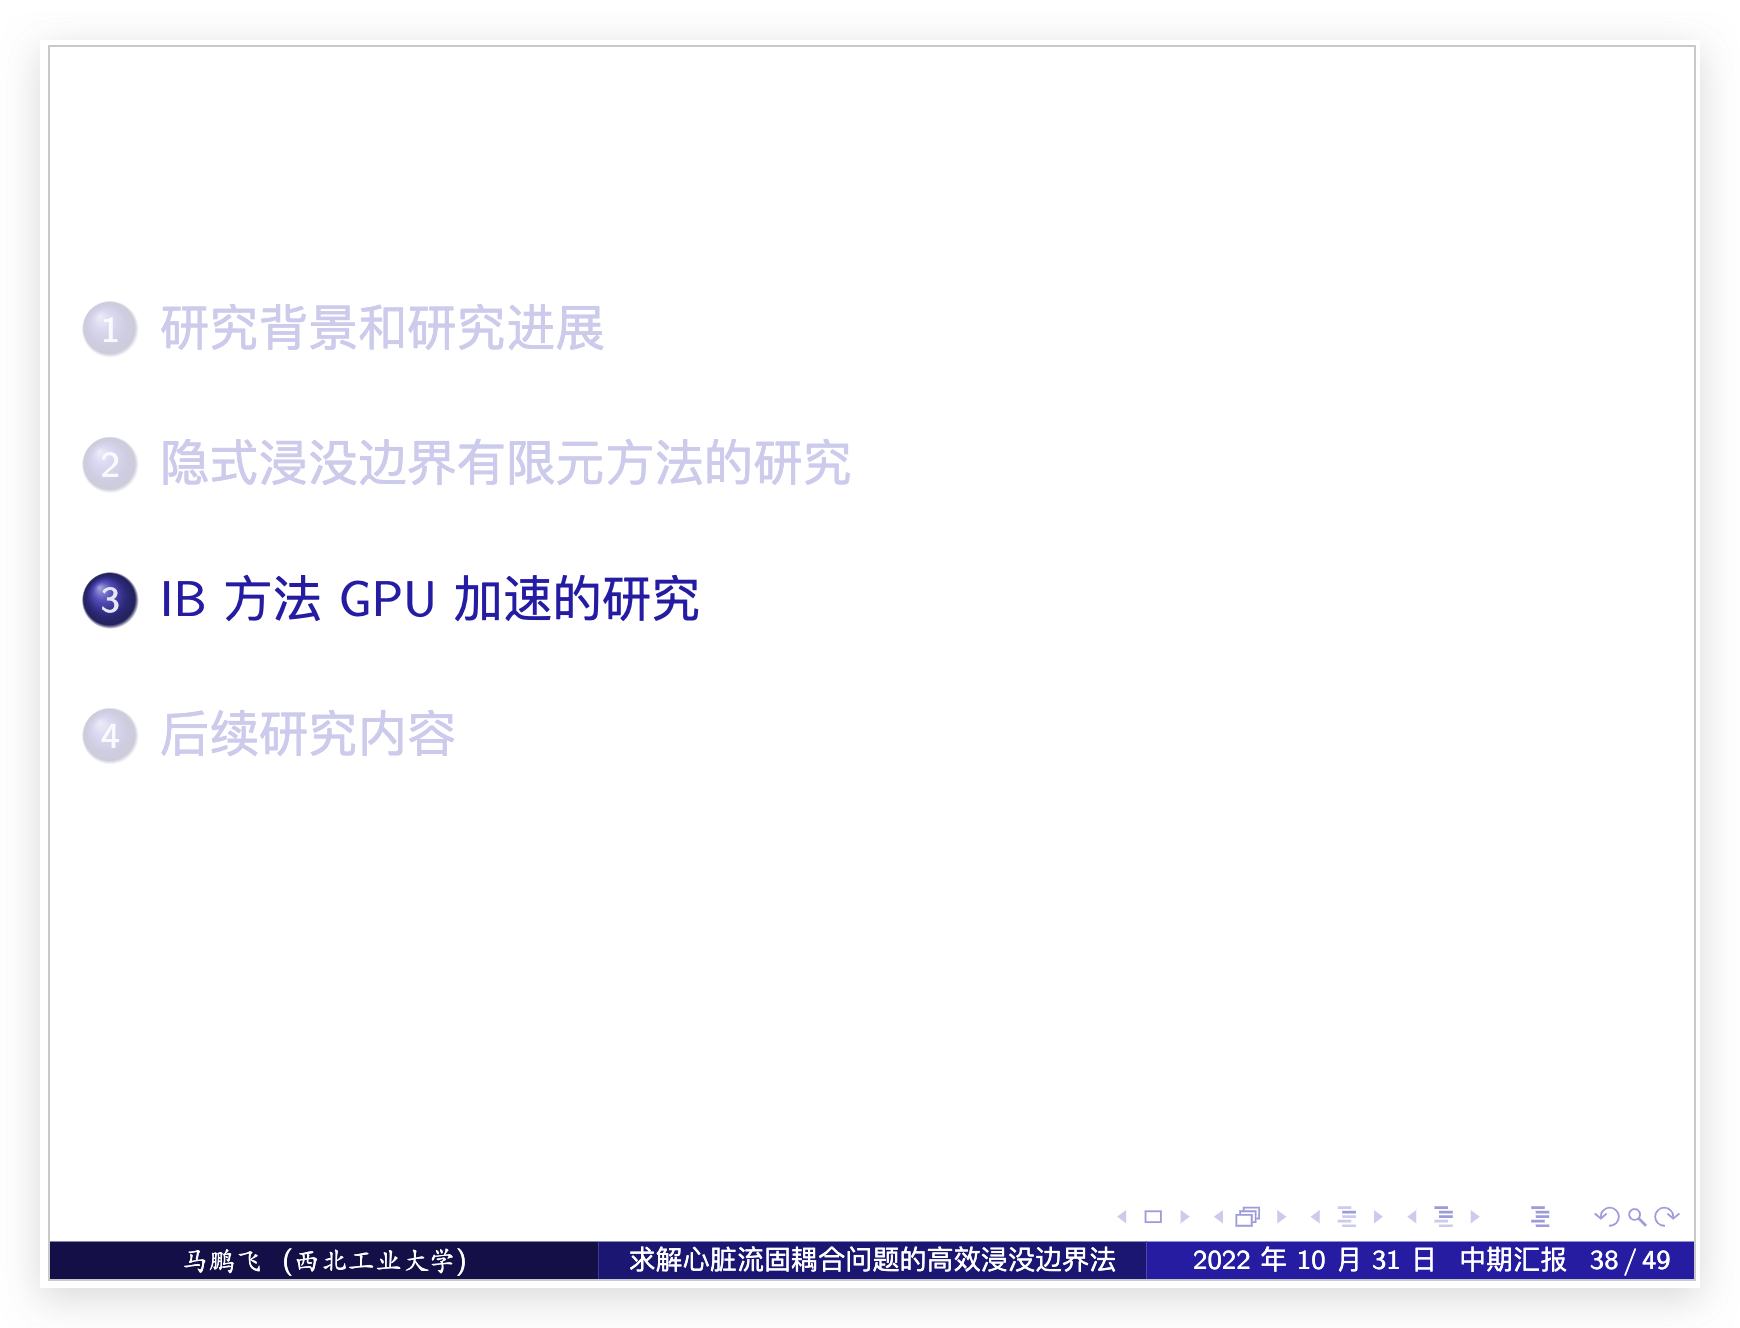 1 研究背景和研究进展
2 隐式浸没边界有限元方法的研究
3 IB 方法 GPU 加速的研究
4 后续研究内容
马鹏飞 (西北工业大学) 求解心脏流固耦合问题的高效浸没边界法 2022 年 10 月 31 日 中期汇报 38 / 49